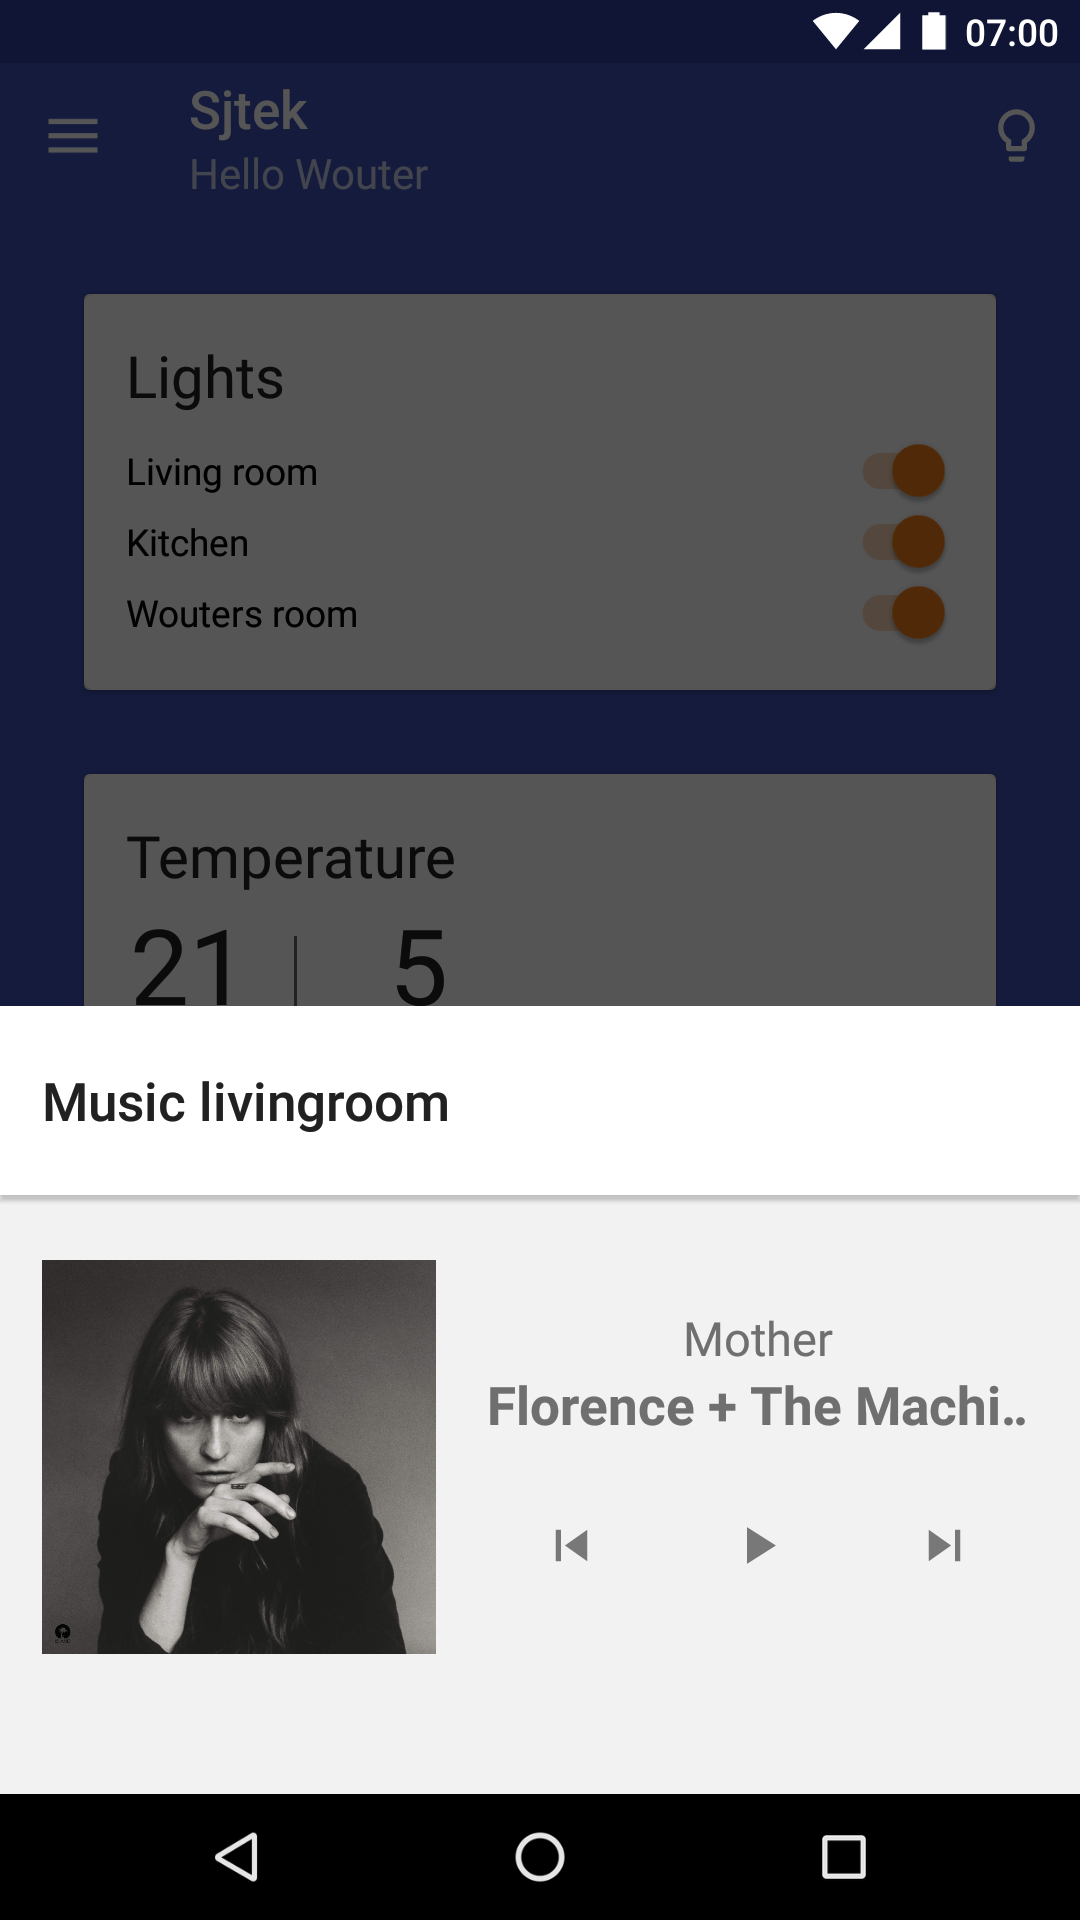 07:00
Sjtek
Hello Wouter
Lights
Living room
Kitchen
Wouters room
Temperature
21 5
Music livingroom
Mother
Florence + The Machi..